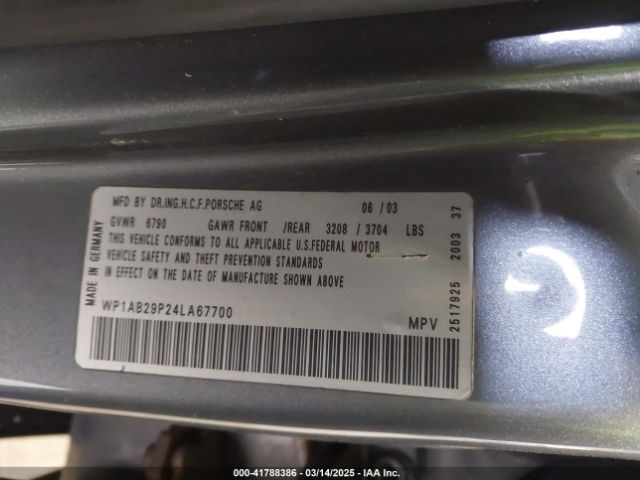 MFD BY DR.ING.H.C.F.PORSCHE AG 06 / 03
GVWR 6790 GAWR FRONT /REAR 3208 / 3704 LBS
THIS VEHICLE CONFORMS TO ALL APPLICABLE U.S.FEDERAL MOTOR
VEHICLE SAFETY AND THEFT PREVENTION STANDARDS
IN EFFECT ON THE DATE OF MANUFACTURE SHOWN ABOVE
WP1AB29P24LA67700
MPV
MADE IN GERMANY
2517925 2003 37
000-41788386 - 03/14/2025 - IAA Inc.